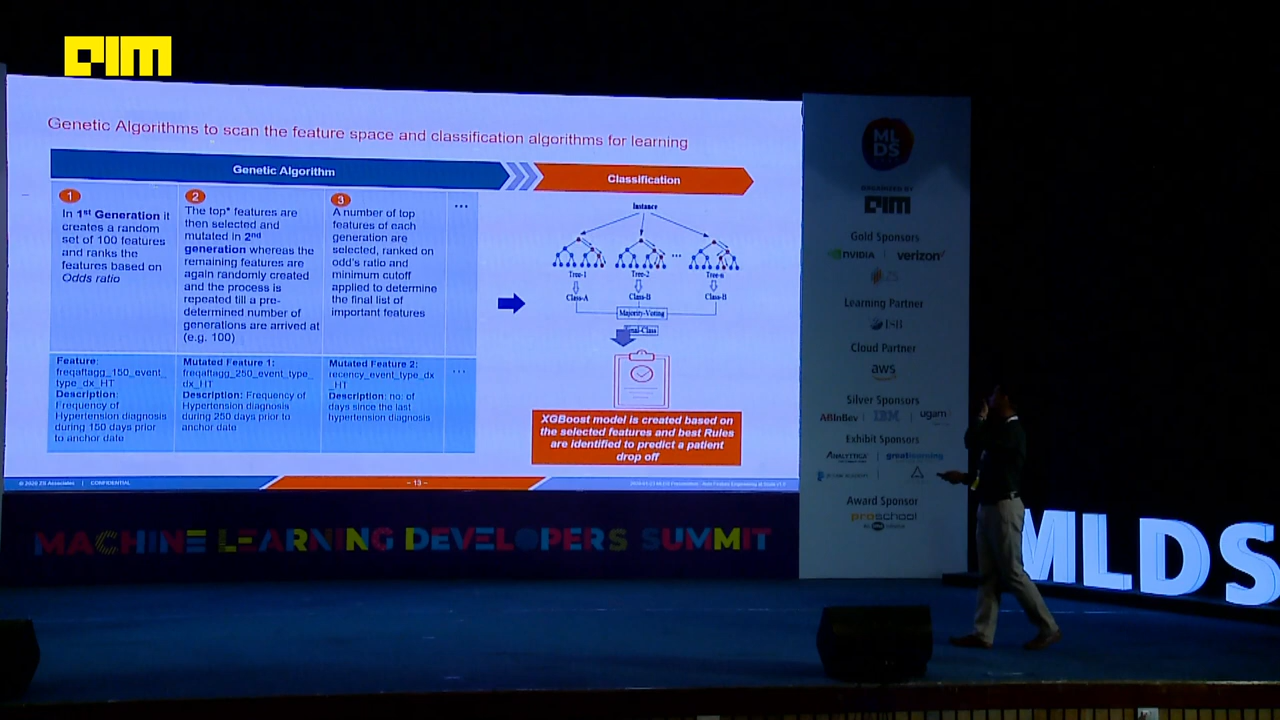 AIM
Genetic Algorithms to scan the feature space and classification algorithms for learning
Genetic Algorithm
Classification
1
In 1st Generation it
creates a random
set of 100 features
and ranks the
features based on
Odds ratio
2
The top* features are
then selected and
mutated in 2nd
generation whereas the
remaining features are
again randomly created
and the process is
repeated till a pre-
determined number of
generations are arrived at
(e.g. 100)
3
A number of top
features of each
generation are
selected, ranked on
odd's ratio and
minimum cutoff
applied to determine
the final list of
important features
...
Feature:
freqaftagg_150_event_
type_dx_HT
Description:
Frequency of
Hypertension diagnosis
during 150 days prior
to anchor date
Mutated Feature 1:
freqaftagg_250_event_type_
dx_HT
Description: Frequency of
Hypertension diagnosis
during 250 days prior to
anchor date
Mutated Feature 2:
recency_event_type_dx
_HT
Description: no: of
days since the last
hypertension diagnosis
...
Instance
...
Tree-1 Tree-2 Tree-n
Class-A Class-B Class-B
Majority-Voting
XGBoost model is created based on
the selected features and best Rules
are identified to predict a patient
drop off
© 2020 ZS Associates | CONFIDENTIAL
– 13 –
MACHINE LEARNING DEVELOPERS SUMMIT
ML
DS
ORGANISED BY
AIM
Gold Sponsors
NVIDIA verizon
Learning Partner
ISB
Cloud Partner
aws
Silver Sponsors
ABInBev IBM ugam
Exhibit Sponsors
greatlearning
Award Sponsor
proschool
MLDS